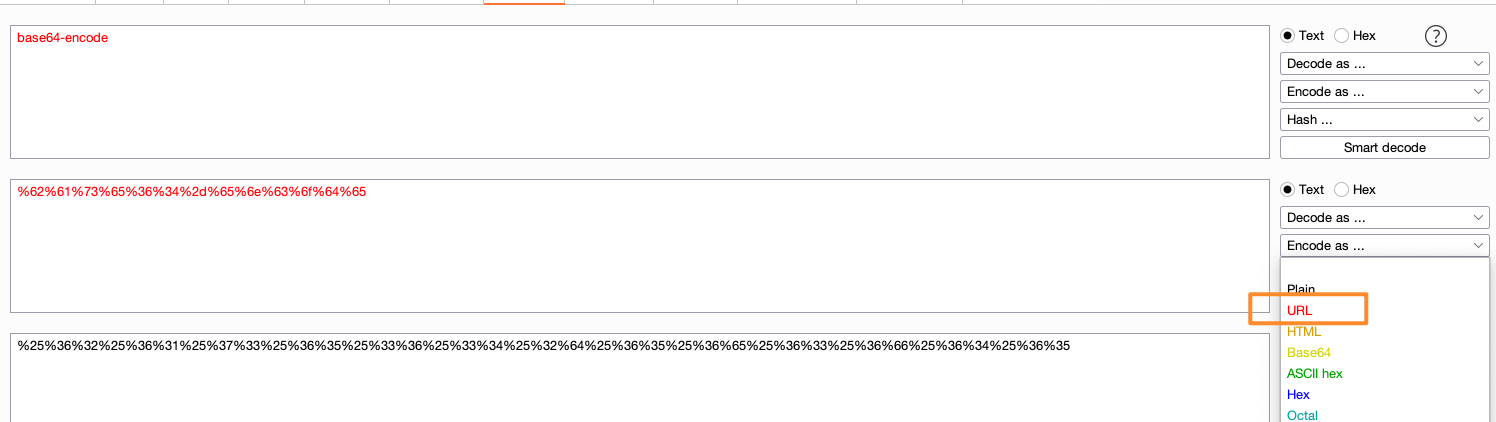 base64-encode
Text
Hex
?
Decode as ...
Encode as ...
Hash ...
Smart decode
%62%61%73%65%36%34%2d%65%6e%63%6f%64%65
Text
Hex
Decode as ...
Encode as ...
Plain
URL
HTML
Base64
ASCII hex
Hex
Octal
%25%36%32%25%36%31%25%37%33%25%36%35%25%33%36%25%33%34%25%32%64%25%36%35%25%36%65%25%36%33%25%36%66%25%36%34%25%36%35